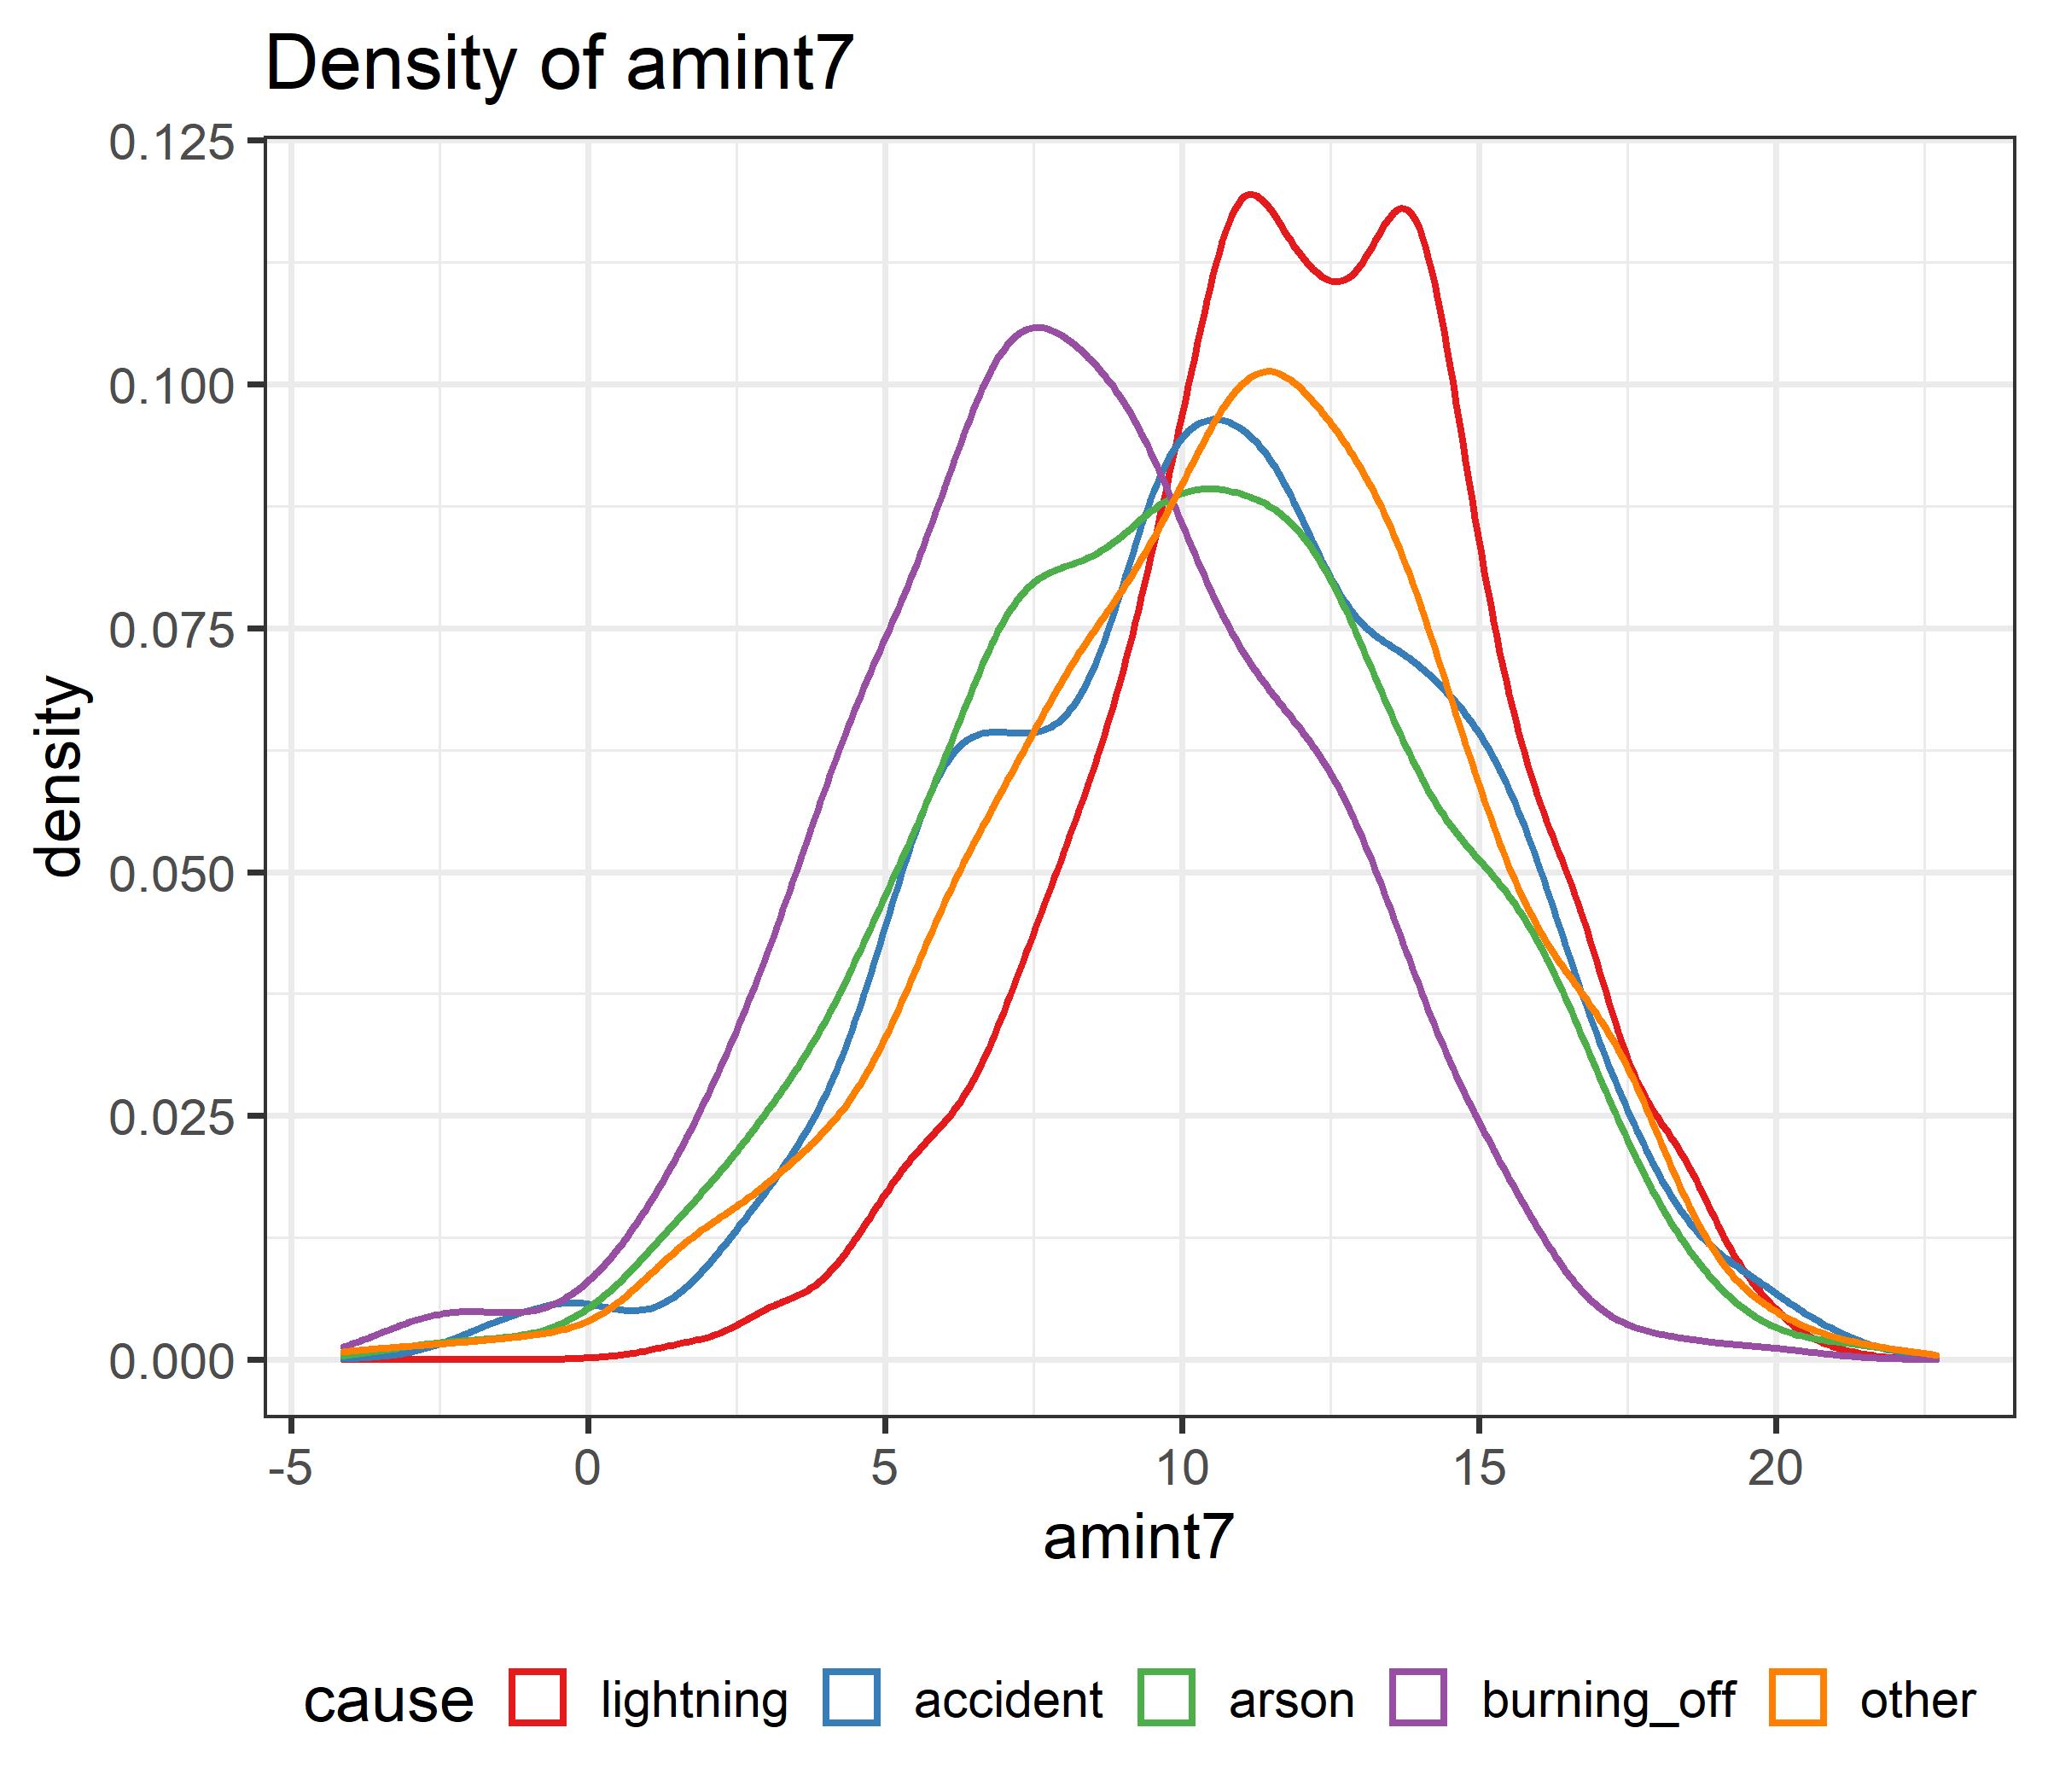 Density of amint7
0.125
0.100
0.075
0.050
0.025
0.000
density
-5 0 5 10 15 20
amint7
cause lightning accident arson burning_off other